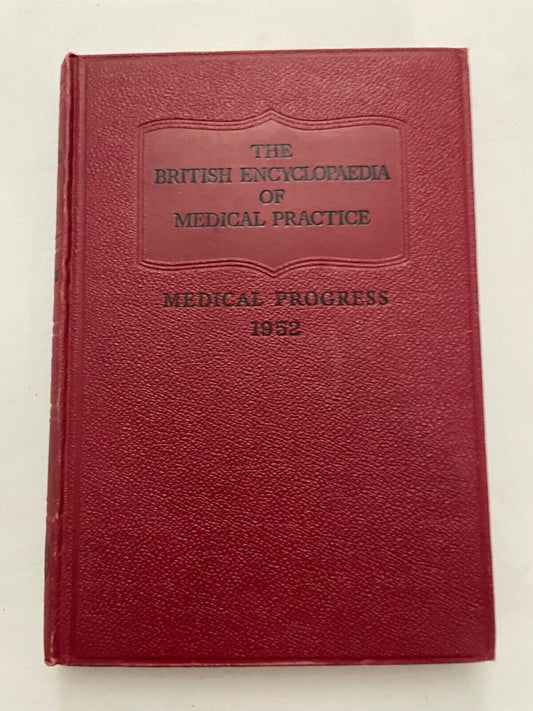 THE
BRITISH ENCYCLOPAEDIA
OF
MEDICAL PRACTICE
MEDICAL PROGRESS
1952